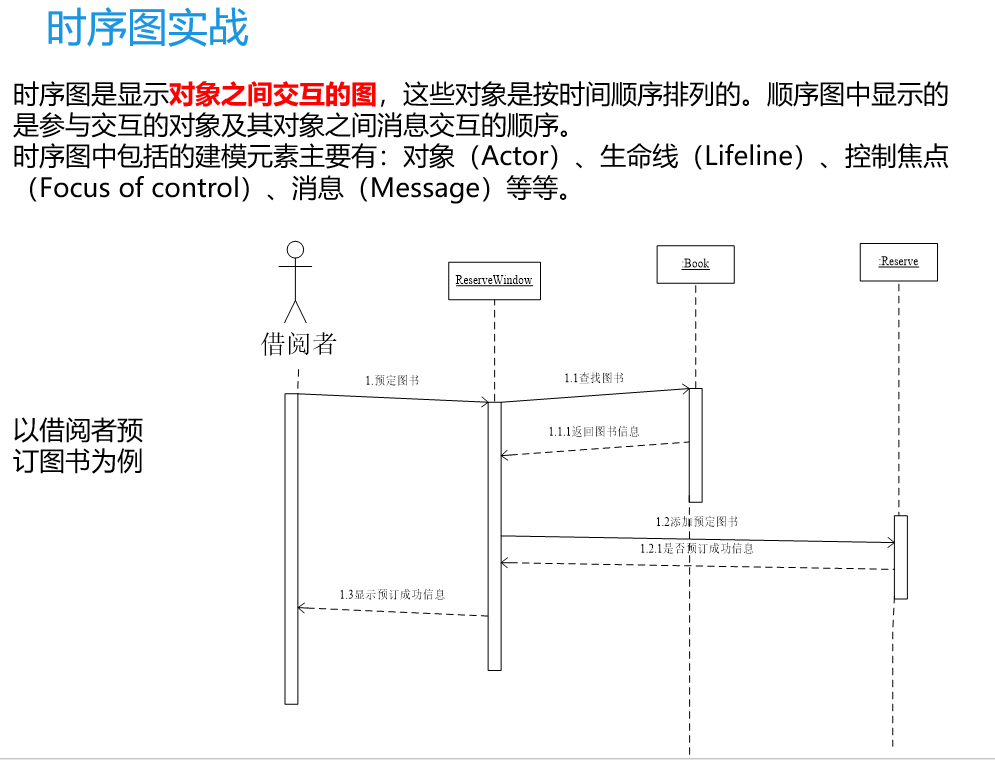 时序图实战
时序图是显示对象之间交互的图，这些对象是按时间顺序排列的。顺序图中显示的
是参与交互的对象及其对象之间消息交互的顺序。
时序图中包括的建模元素主要有：对象（Actor）、生命线（Lifeline）、控制焦点
（Focus of control）、消息（Message）等等。
:Book
:Reserve
ReserveWindow
借阅者
1.预定图书
1.1查找图书
以借阅者预
订图书为例
1.1.1返回图书信息
1.2添加预定图书
1.2.1是否预订成功信息
1.3显示预订成功信息